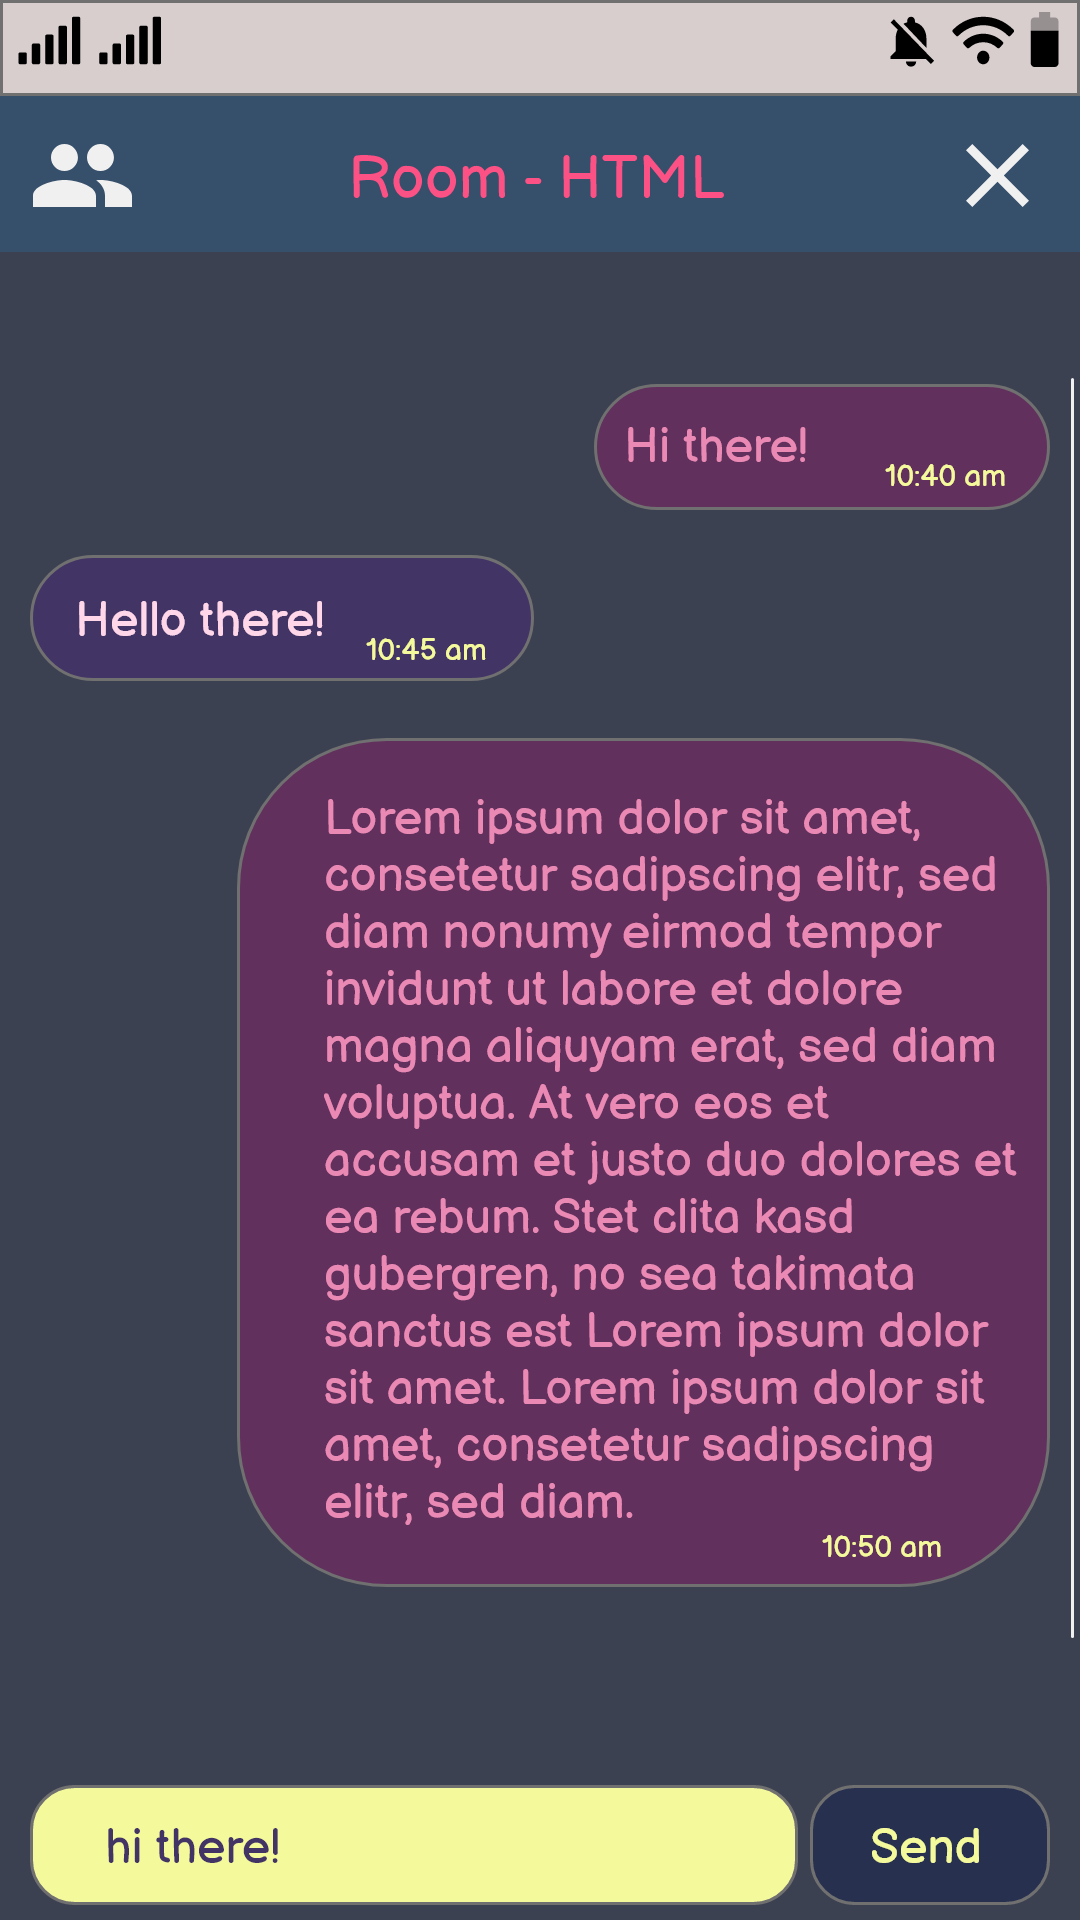 Room - HTML
Hi there!
10:40 am
Hello there!
10:45 am
Lorem ipsum dolor sit amet,
consetetur sadipscing elitr, sed
diam nonumy eirmod tempor
invidunt ut labore et dolore
magna aliquyam erat, sed diam
voluptua. At vero eos et
accusam et justo duo dolores et
ea rebum. Stet clita kasd
gubergren, no sea takimata
sanctus est Lorem ipsum dolor
sit amet. Lorem ipsum dolor sit
amet, consetetur sadipscing
elitr, sed diam.
10:50 am
hi there!
Send